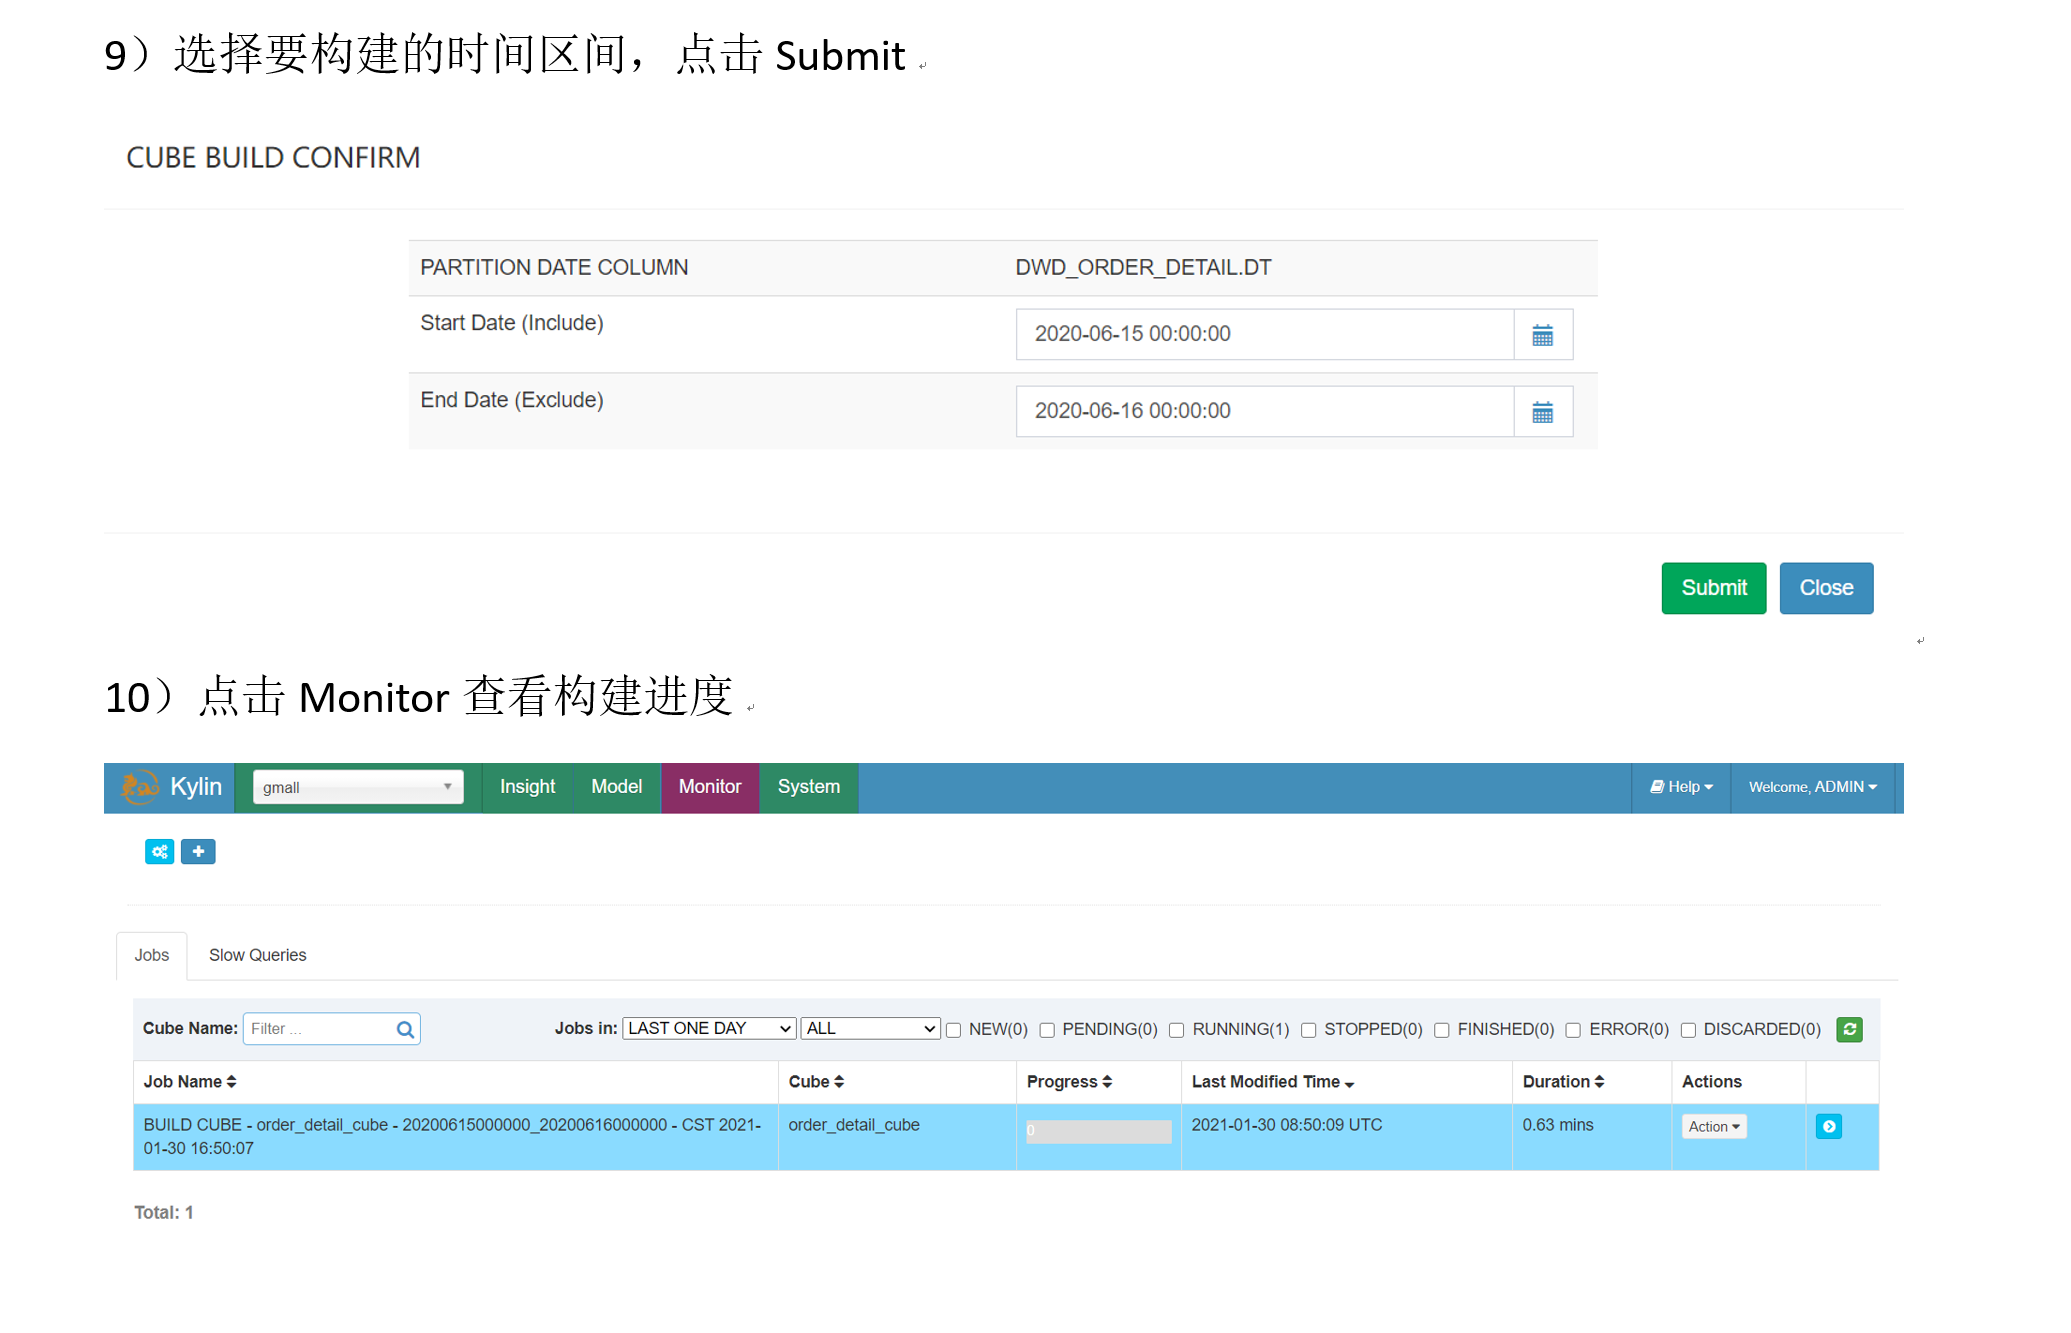 9）选择要构建的时间区间，点击 Submit
CUBE BUILD CONFIRM
PARTITION DATE COLUMN DWD_ORDER_DETAIL.DT
Start Date (Include) 2020-06-15 00:00:00
End Date (Exclude) 2020-06-16 00:00:00
Submit Close
10）点击 Monitor 查看构建进度
Kylin gmall Insight Model Monitor System Help Welcome, ADMIN
Jobs Slow Queries
Cube Name: Filter ... Jobs in: LAST ONE DAY ALL NEW(0) PENDING(0) RUNNING(1) STOPPED(0) FINISHED(0) ERROR(0) DISCARDED(0)
Job Name Cube Progress Last Modified Time Duration Actions
BUILD CUBE - order_detail_cube - 20200615000000_20200616000000 - CST 2021- order_detail_cube 0 2021-01-30 08:50:09 UTC 0.63 mins Action
01-30 16:50:07
Total: 1